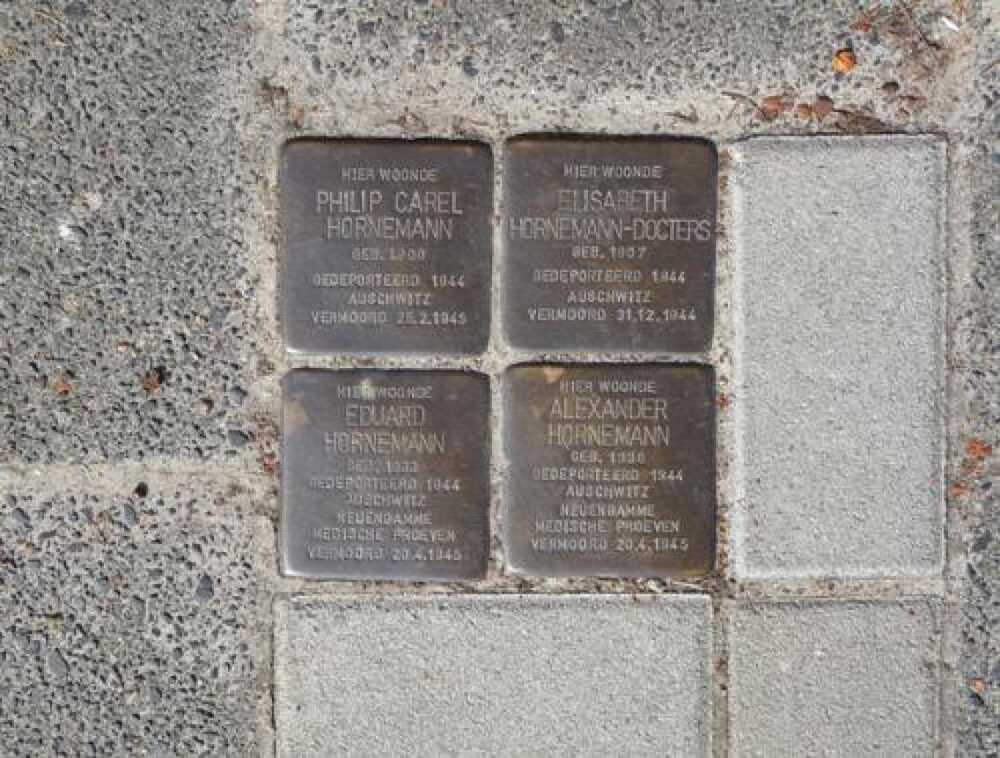 HIER WOONDE
PHILIP CAREL
HORNEMANN
GEB. 1900
GEDEPORTEERD 1944
AUSCHWITZ
VERMOORD 2 .2.1945
HIER WOONDE
ELISABETH
HORNEMANN-DOCTERS
GEB. 1907
GEDEPORTEERD 1944
AUSCHWITZ
VERMOORD 31.12.1944
HIER WOONDE
EDUARD
HORNEMANN
GEB. 1933
GEDEPORTEERD 1944
AUSCHWITZ
NEUENGAMME
MEDISCHE PROEVEN
VERMOORD 20.4.1945
HIER WOONDE
ALEXANDER
HORNEMANN
GEB. 1936
GEDEPORTEERD 1944
AUSCHWITZ
NEUENGAMME
MEDISCHE PROEVEN
VERMOORD 20.4.1945